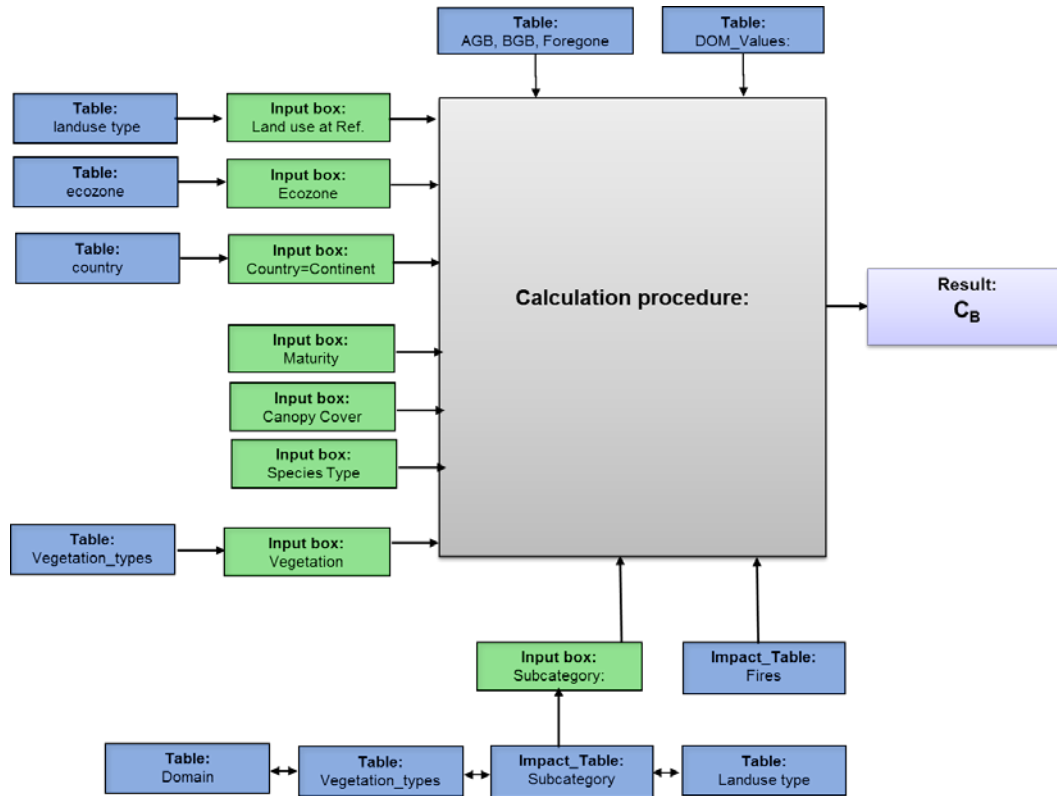 Table:
AGB, BGB, Foregone
Table:
DOM_Values:
Table:
landuse type
Input box:
Land use at Ref.
Table:
ecozone
Input box:
Ecozone
Table:
country
Input box:
Country=Continent
Calculation procedure:
Result:
C_B
Input box:
Maturity
Input box:
Canopy Cover
Input box:
Species Type
Table:
Vegetation_types
Input box:
Vegetation
Input box:
Subcategory:
Impact_Table:
Fires
Table:
Domain
Table:
Vegetation_types
Impact_Table:
Subcategory
Table:
Landuse type